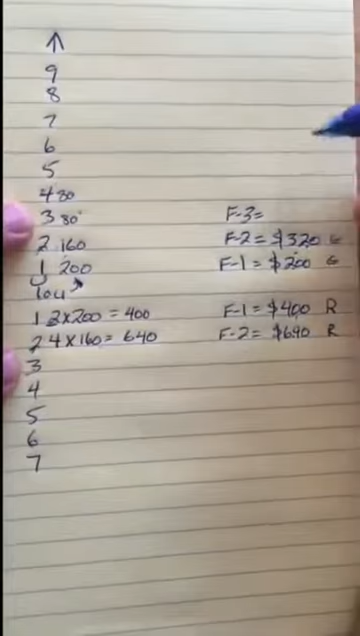 ↑
9
8
7
6
5
4 80
3 80 F-3=
2 160 F-2 = $320 G
1 200 F-1 = $200 G
1 2x200 = 400 F-1 = $400 R
2 4x160 = 640 F-2 = $640 R
3
4
5
6
7